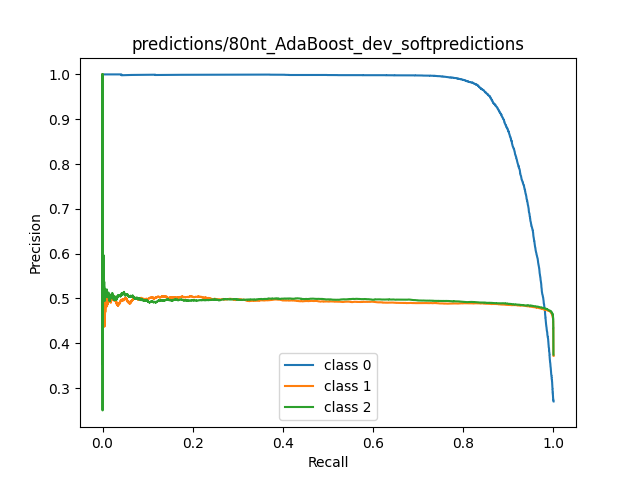 predictions/80nt_AdaBoost_dev_softpredictions
Precision
1.0
0.9
0.8
0.7
0.6
0.5
0.4
0.3
class 0
class 1
class 2
0.0 0.2 0.4 0.6 0.8 1.0
Recall